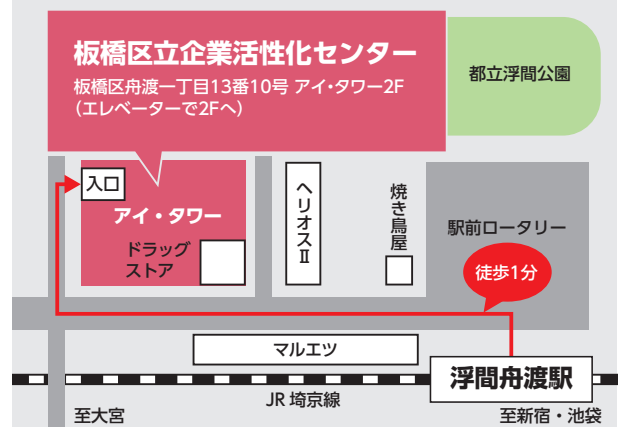 板橋区立企業活性化センター
板橋区舟渡一丁目13番10号 アイ・タワー2F
（エレベーターで2Fへ）
都立浮間公園
入口
アイ・タワー
ドラッグ
ストア
ヘリオスⅡ
焼き鳥屋
駅前ロータリー
徒歩1分
マルエツ
浮間舟渡駅
JR 埼京線
至大宮
至新宿・池袋